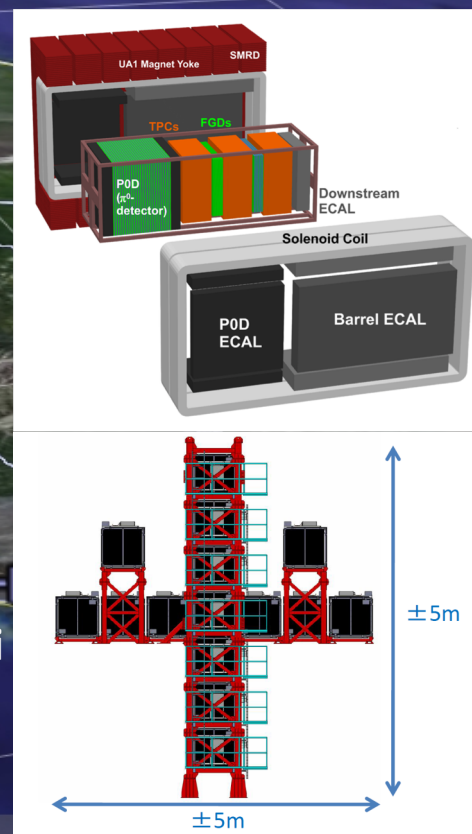 SMRD
UA1 Magnet Yoke
TPCs
FGDs
P0D
(π⁰-
detector)
Downstream
ECAL
Solenoid Coil
P0D
ECAL
Barrel ECAL
±5m
±5m